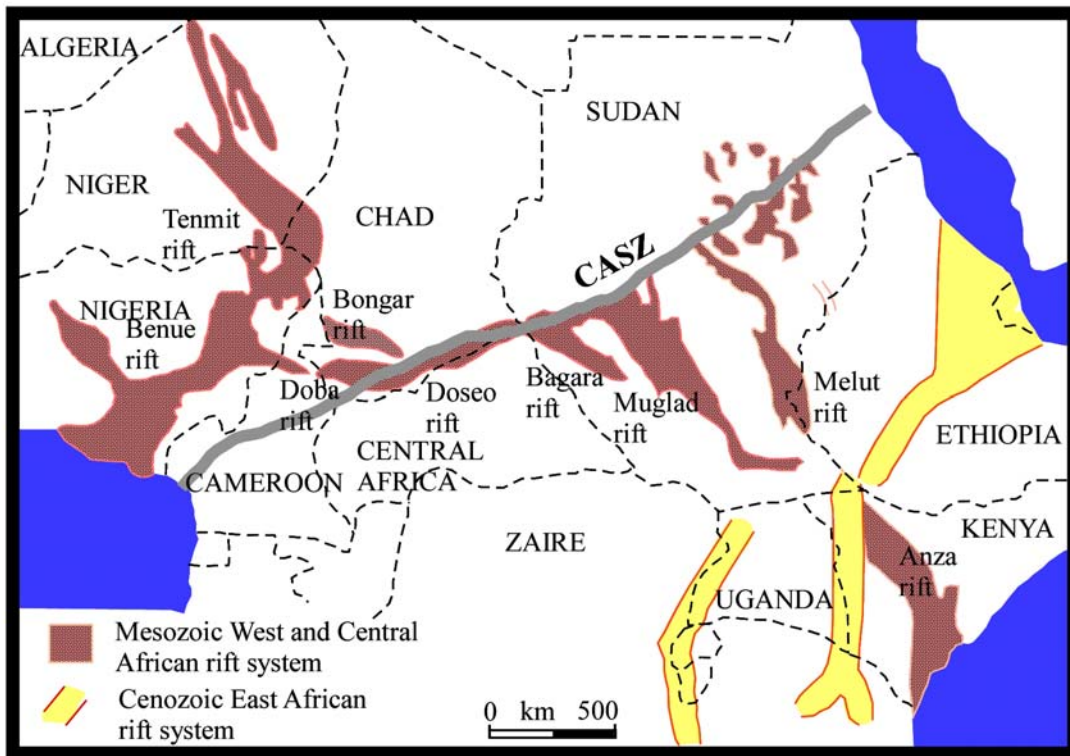 ALGERIA
SUDAN
NIGER
CHAD
Tenmit
rift
CASZ
NIGERIA
Benue
rift
Bongar
rift
Doba
rift
Doseo
rift
Bagara
rift
Muglad
rift
Melut
rift
ETHIOPIA
CAMEROON
CENTRAL
AFRICA
ZAIRE
KENYA
Anza
rift
UGANDA
Mesozoic West and Central
African rift system
Cenozoic East African
rift system
0 km 500